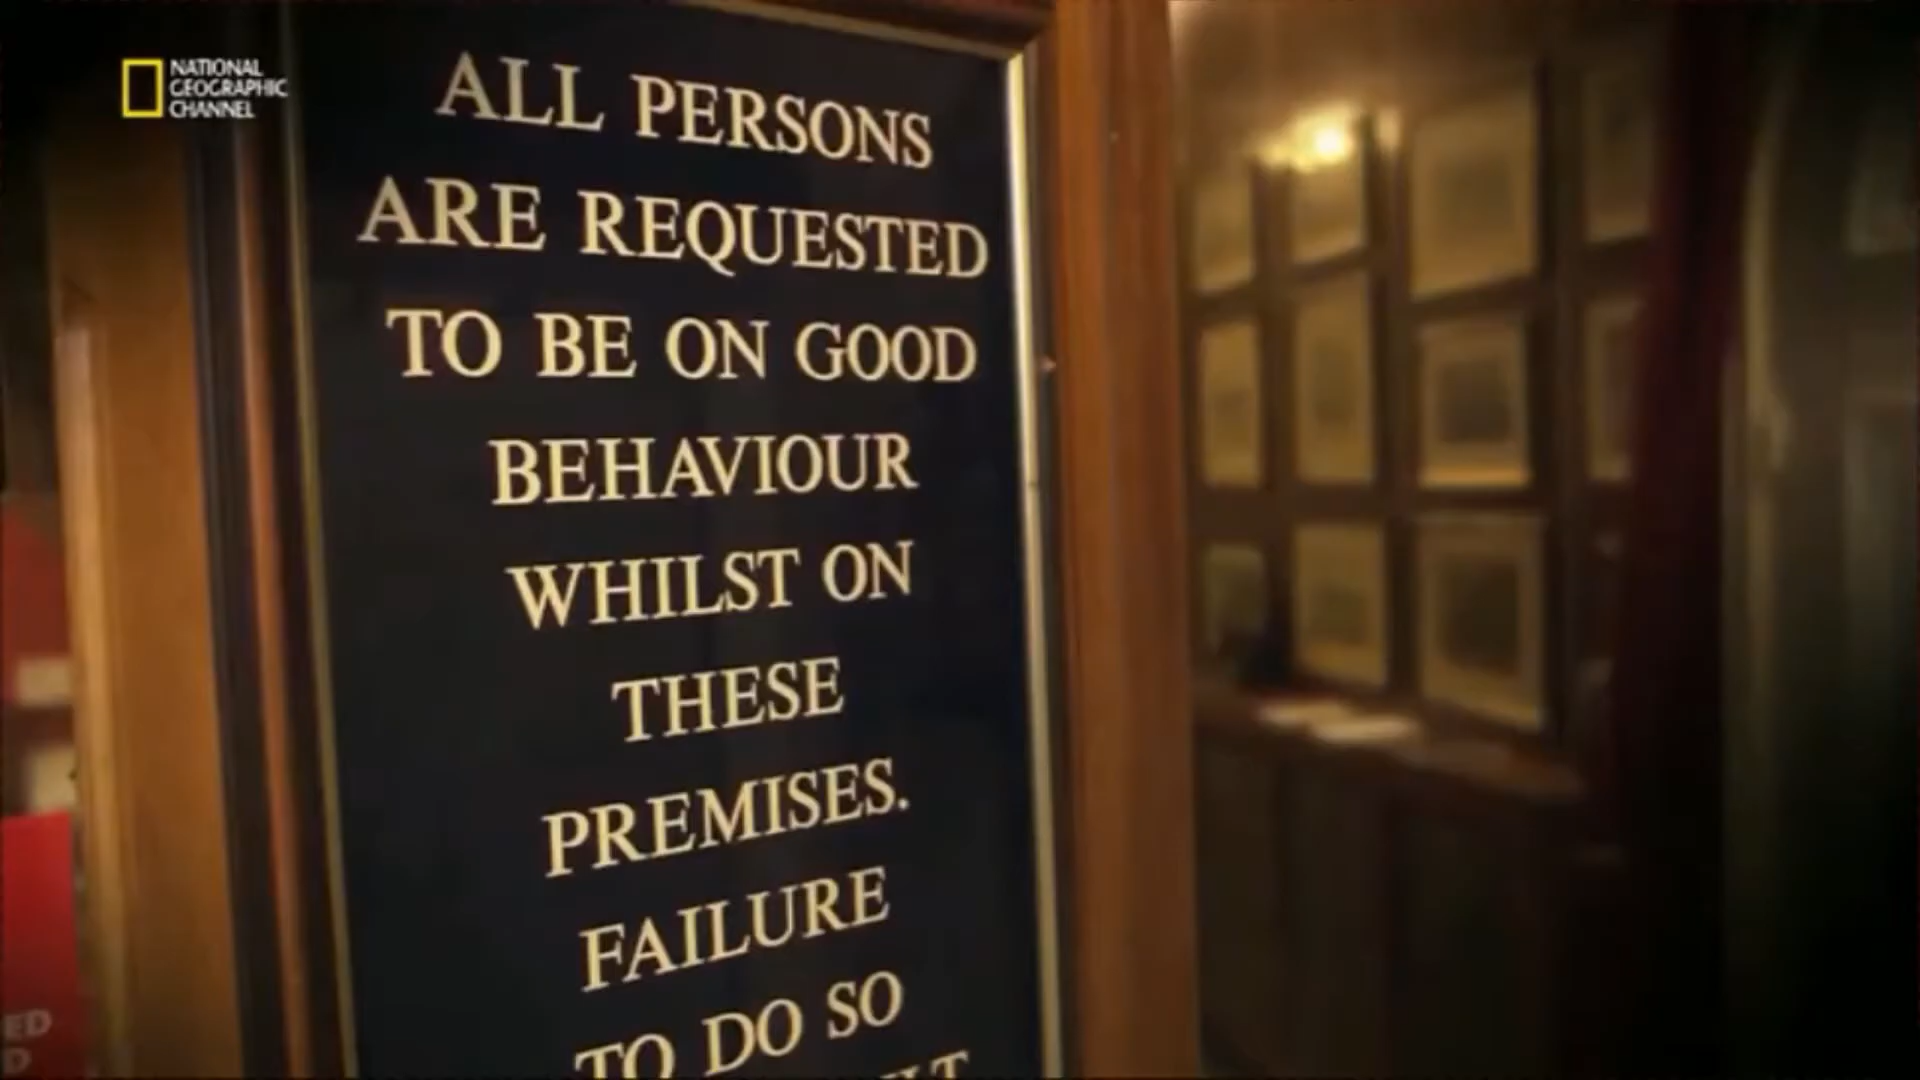 NATIONAL
GEOGRAPHIC
CHANNEL
ALL PERSONS
ARE REQUESTED
TO BE ON GOOD
BEHAVIOUR
WHILST ON
THESE
PREMISES.
FAILURE
TO DO SO